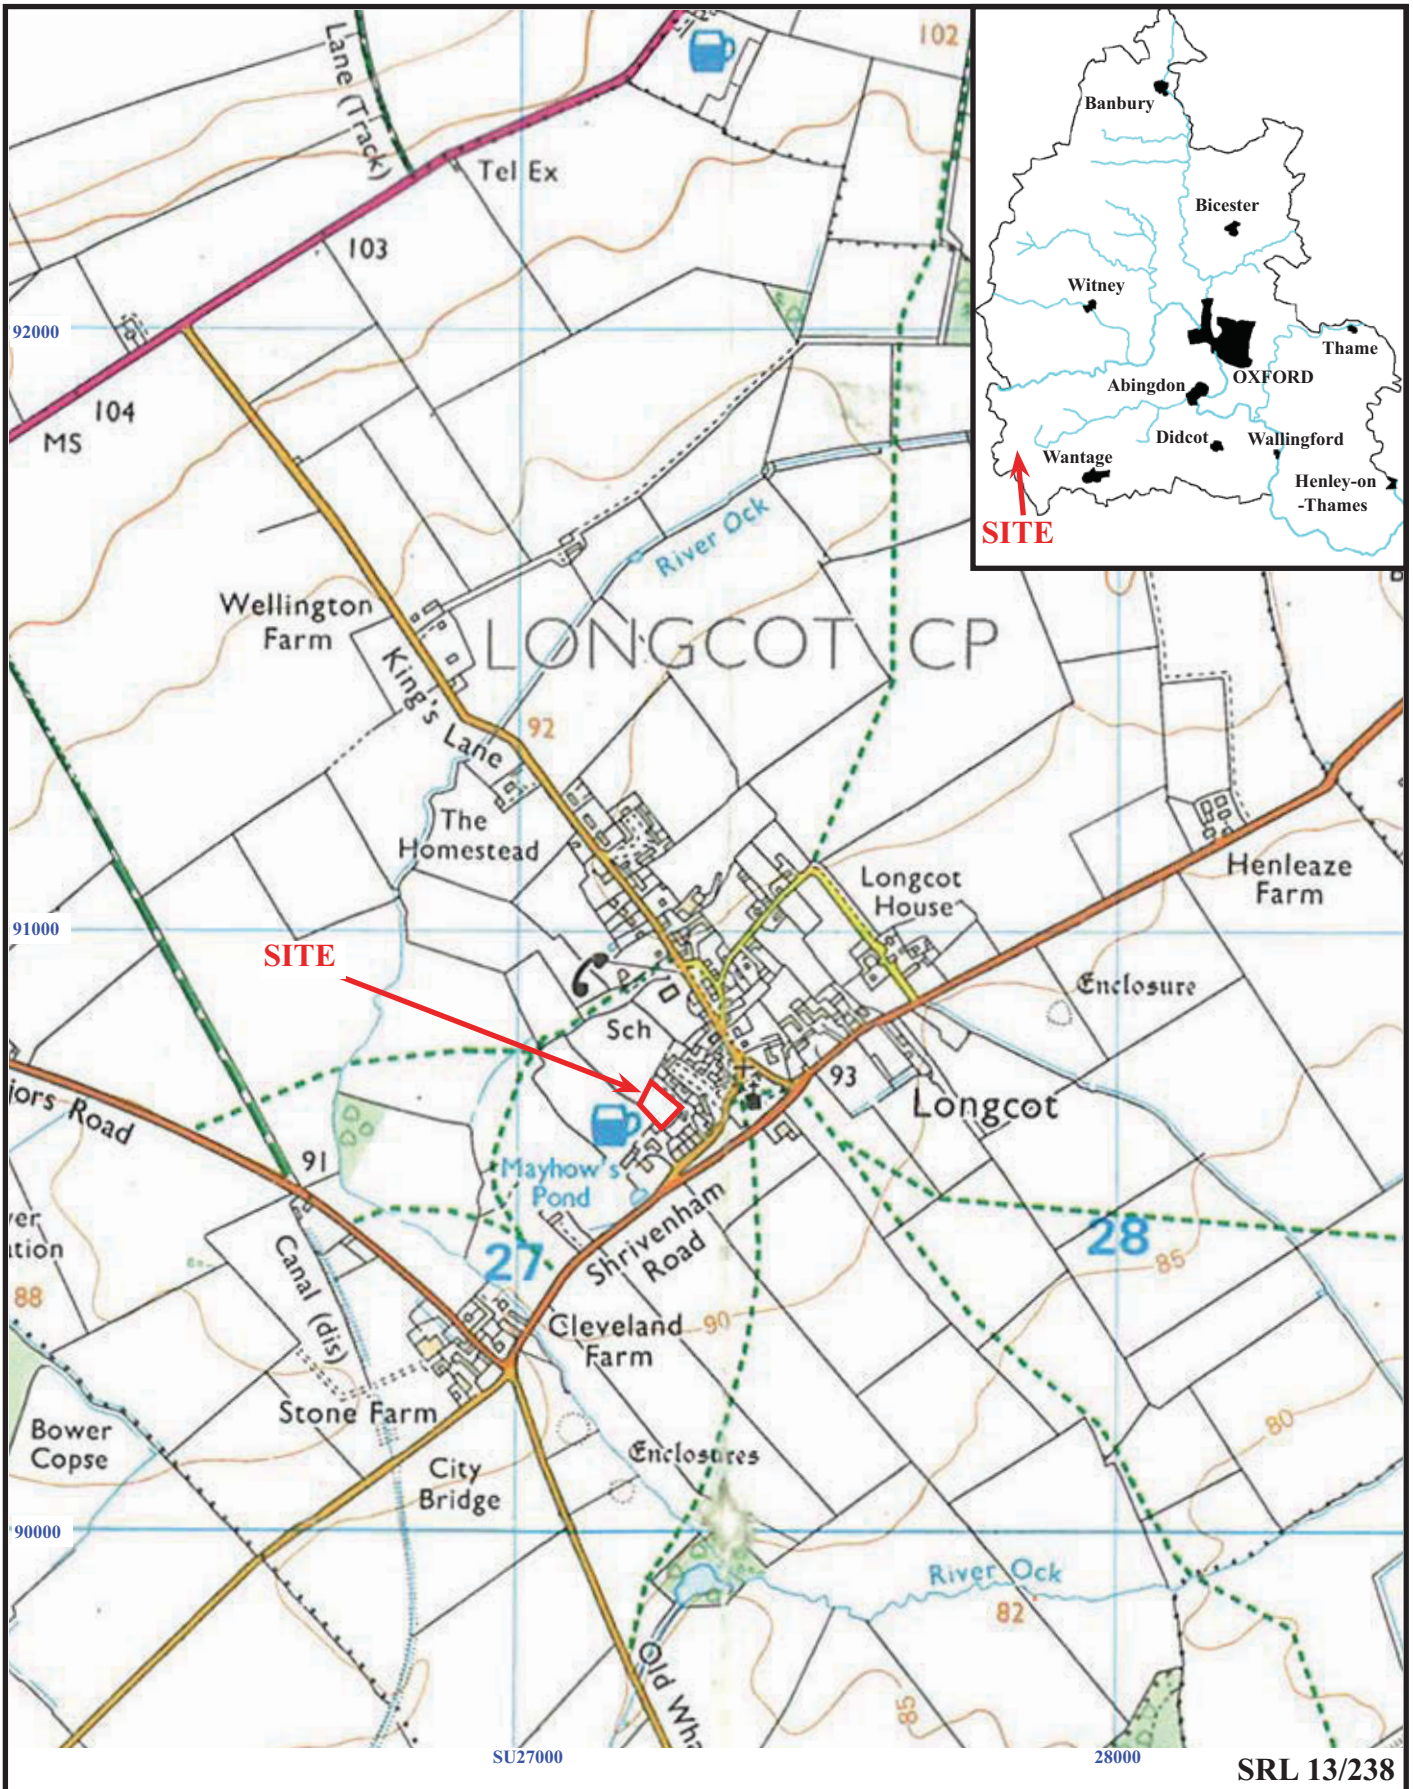 Lane (Track)
102
Tel Ex
103
92000
104
MS
Banbury
Bicester
Witney
Thame
OXFORD
Abingdon
Didcot
Wallingford
Wantage
Henley-on
-Thames
SITE
River Ock
Wellington
Farm
LONGCOT CP
King's Lane
92
The
Homestead
Longcot
House
Henleaze
Farm
91000
SITE
Enclosure
Sch
93
Longcot
iors Road
91
Mayhow's
Pond
Shrivenham
Road
27
28
85
88
Canal (dis)
90
Cleveland
Farm
Stone Farm
80
Bower
Copse
City
Bridge
Enclosures
90000
River Ock
82
Old Wha
85
SU27000
28000
SRL 13/238